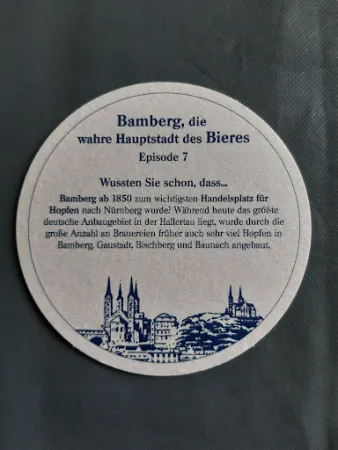 Bamberg, die
wahre Hauptstadt des Bieres
Episode 7
Wussten Sie schon, dass...
Bamberg ab 1850 zum wichtigsten Handelsplatz für
Hopfen nach Nürnberg wurde? Während heute das größte
deutsche Anbaugebiet in der Hallertau liegt, wurde durch die
große Anzahl an Brauereien früher auch sehr viel Hopfen in
Bamberg, Gaustadt, Bischberg und Baunach angebaut.